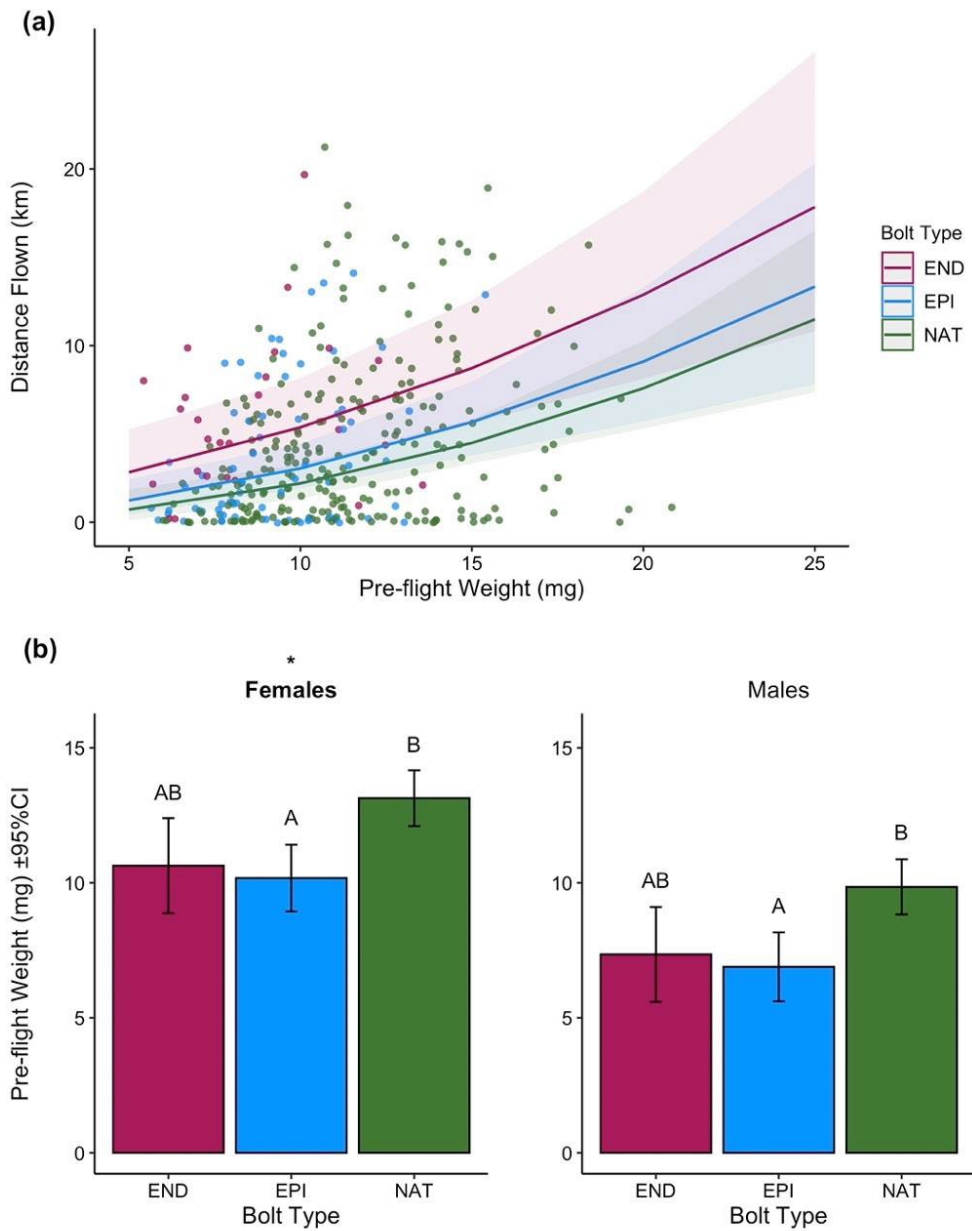 (a)
Distance Flown (km)
20
10
0
5 10 15 20 25
Pre-flight Weight (mg)
Bolt Type
END
EPI
NAT
(b)
*
Females
Males
Pre-flight Weight (mg) ±95%CI
15
10
5
0
AB A B
END EPI NAT
Bolt Type
15
10
5
0
AB A B
END EPI NAT
Bolt Type